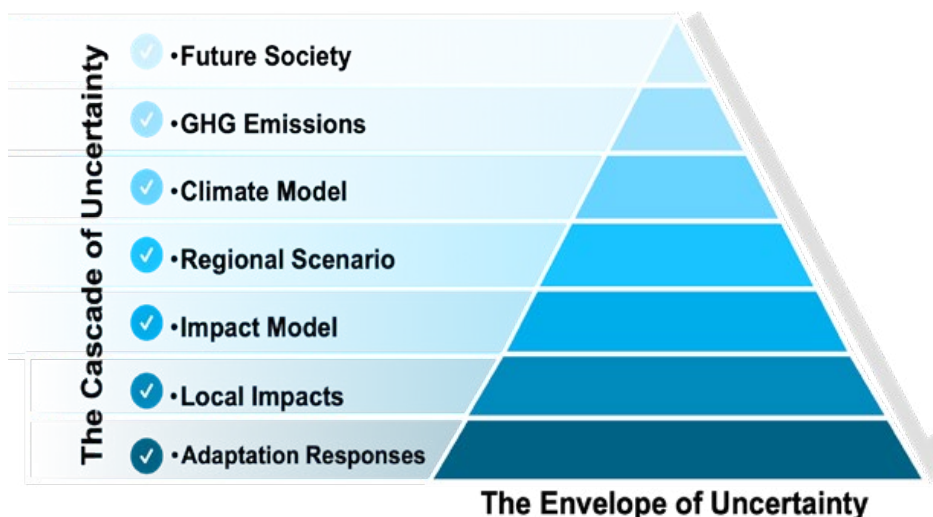 The Cascade of Uncertainty
•Future Society
•GHG Emissions
•Climate Model
•Regional Scenario
•Impact Model
•Local Impacts
•Adaptation Responses
The Envelope of Uncertainty